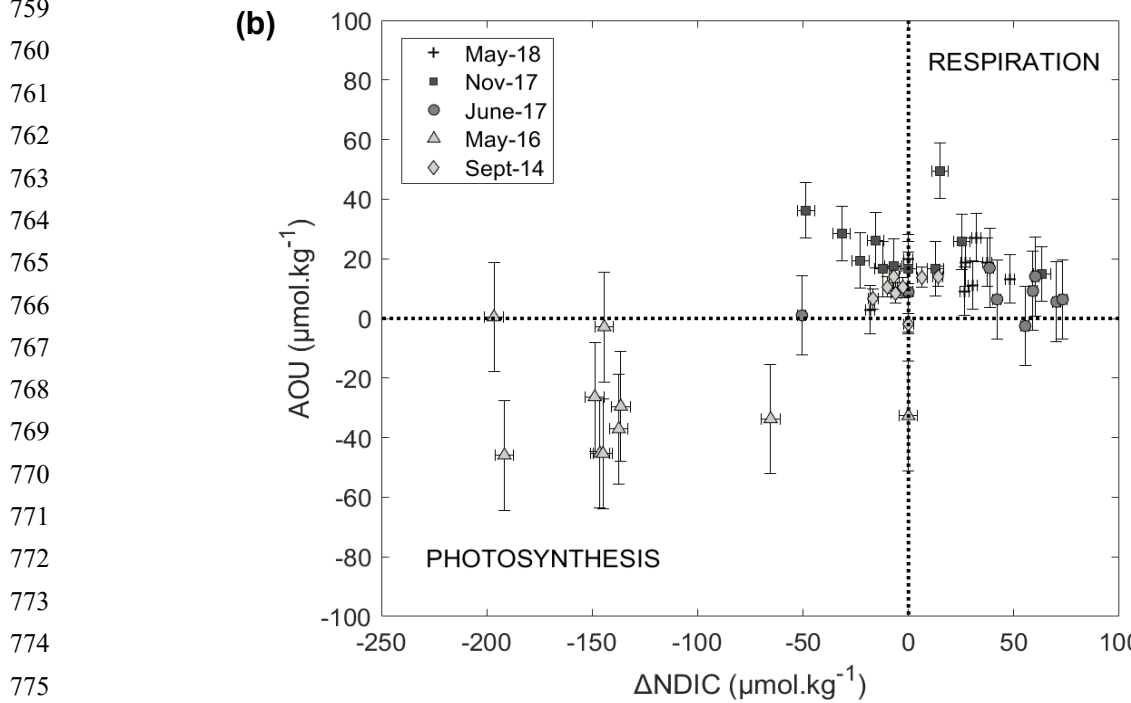 759
760
761
762
763
764
765
766
767
768
769
770
771
772
773
774
775
(b)
100
80
60
40
20
0
-20
-40
-60
-80
-100
AOU (µmol.kg⁻¹)
May-18
Nov-17
June-17
May-16
Sept-14
RESPIRATION
PHOTOSYNTHESIS
-250 -200 -150 -100 -50 0 50 100
ΔNDIC (µmol.kg⁻¹)